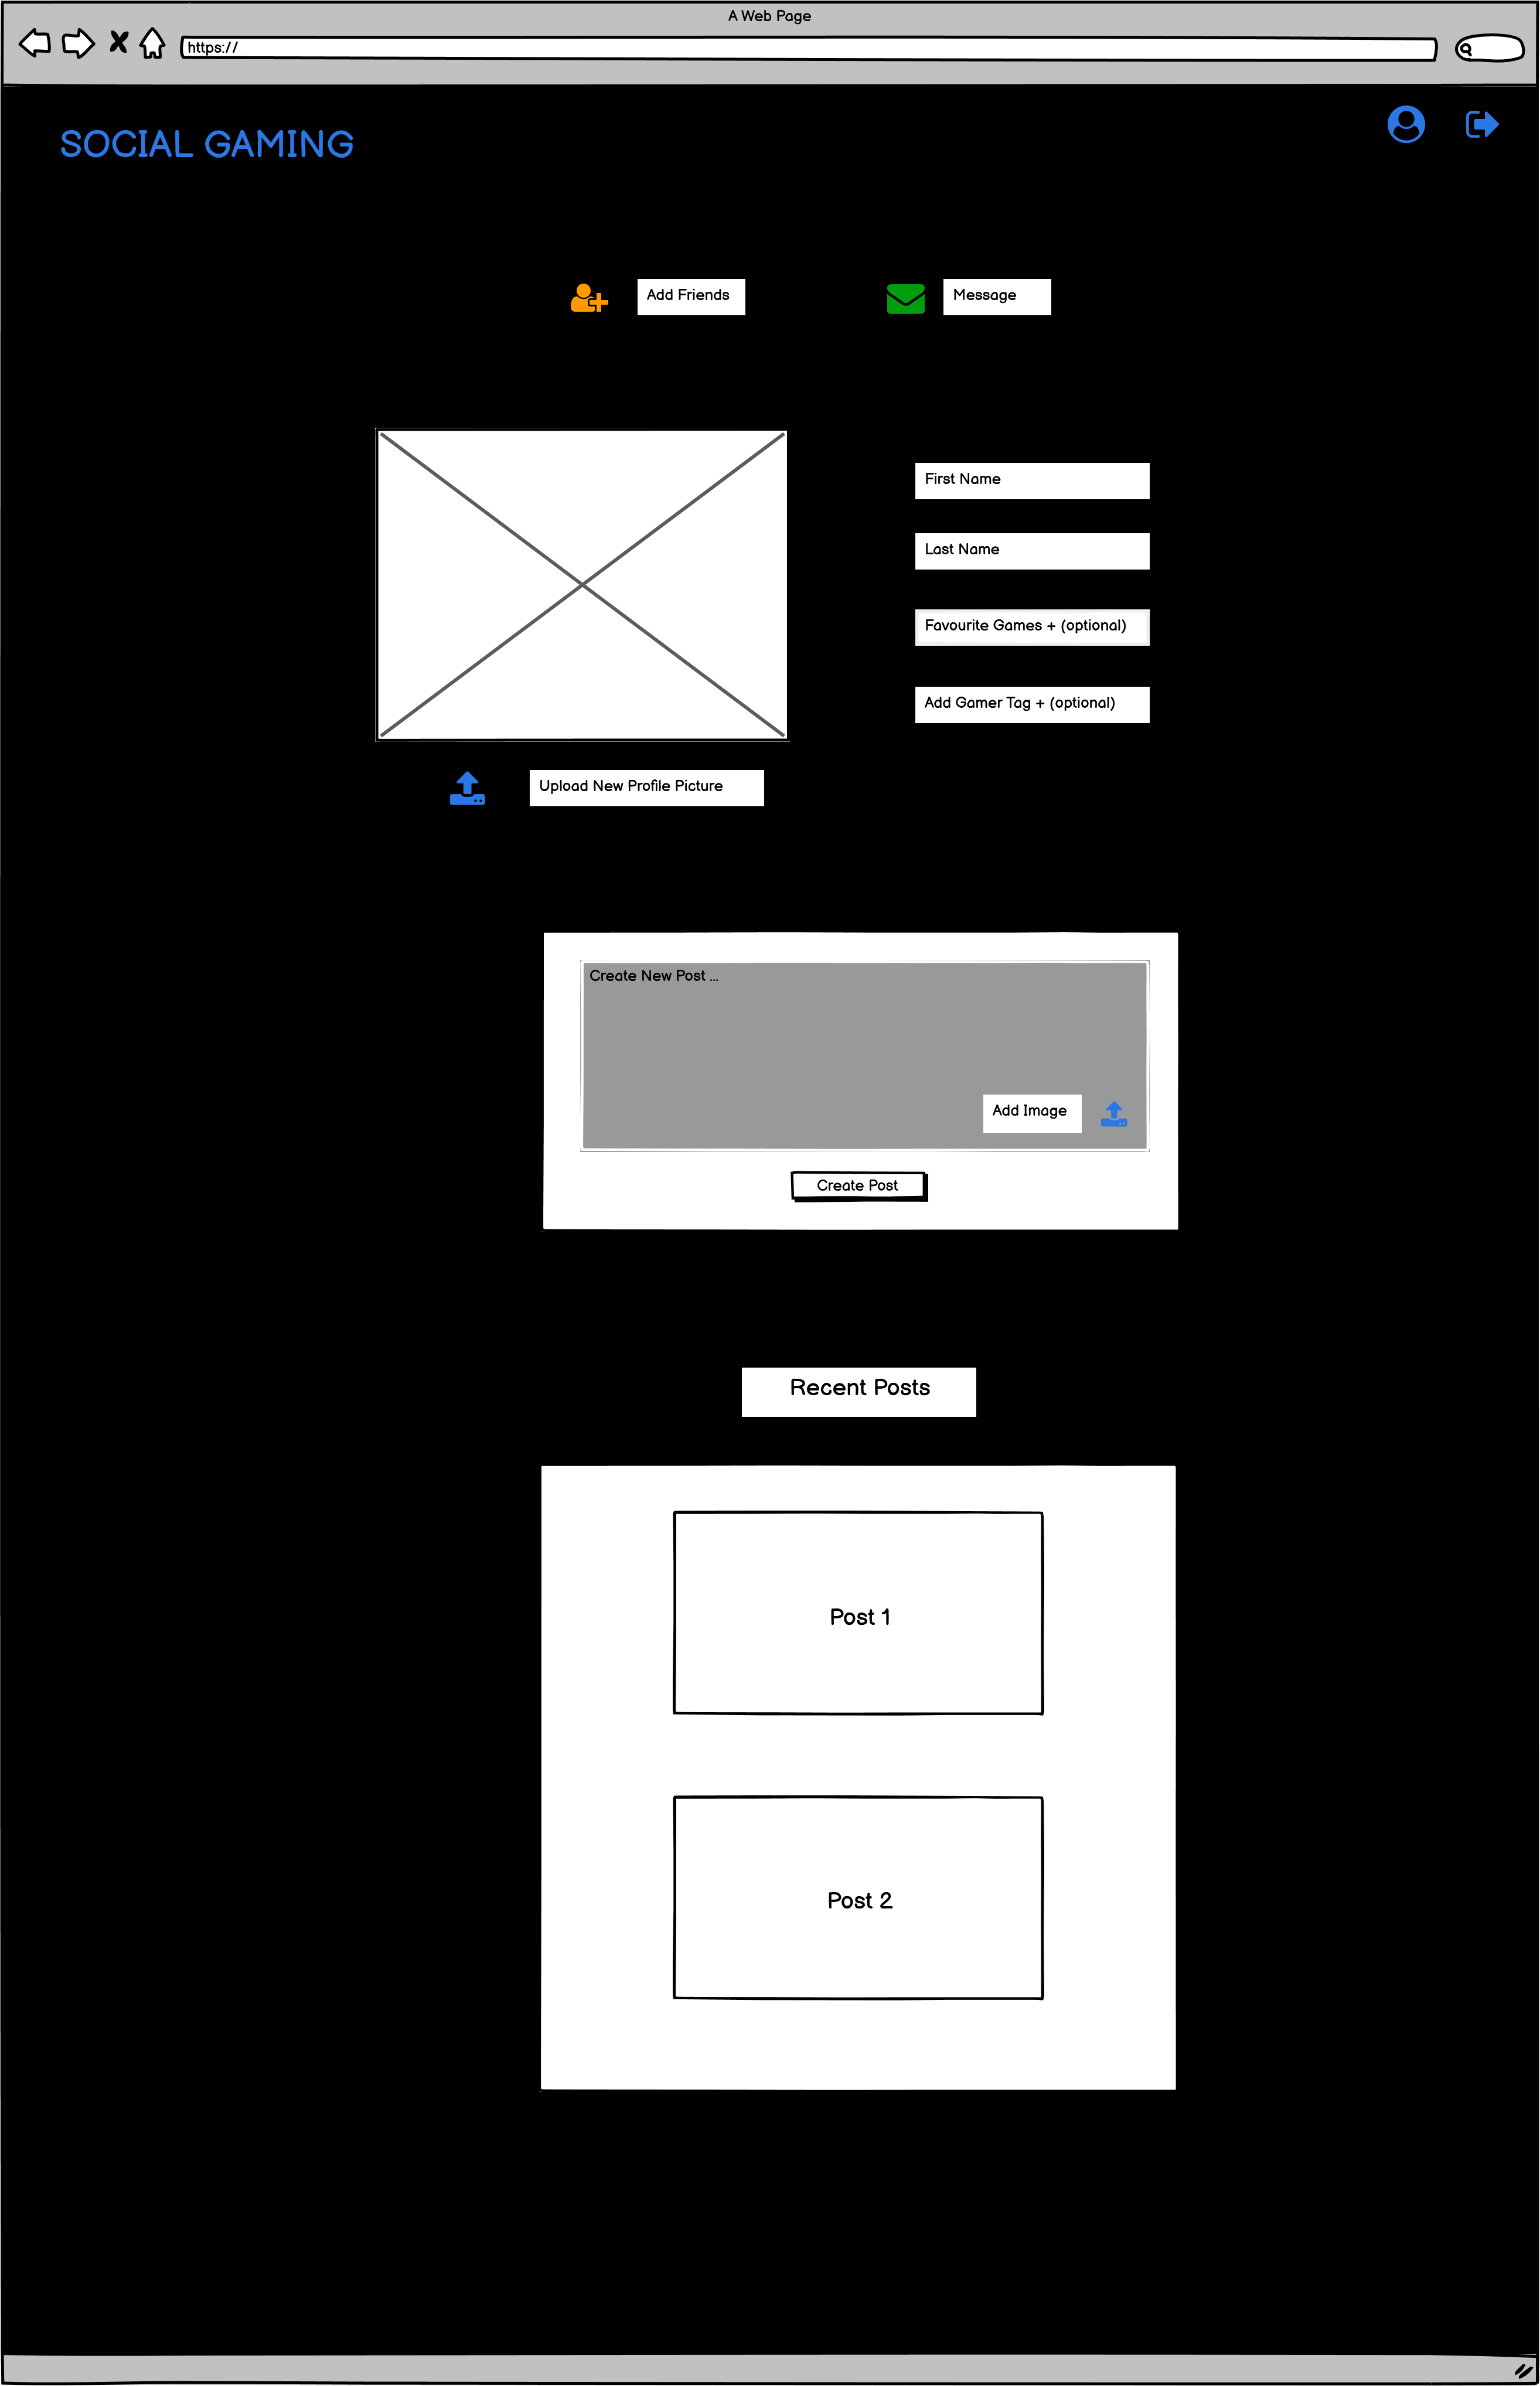 A Web Page
https://
SOCIAL GAMING
Add Friends
Message
First Name
Last Name
Favourite Games + (optional)
Add Gamer Tag + (optional)
Upload New Profile Picture
Create New Post ...
Add Image
Create Post
Recent Posts
Post 1
Post 2